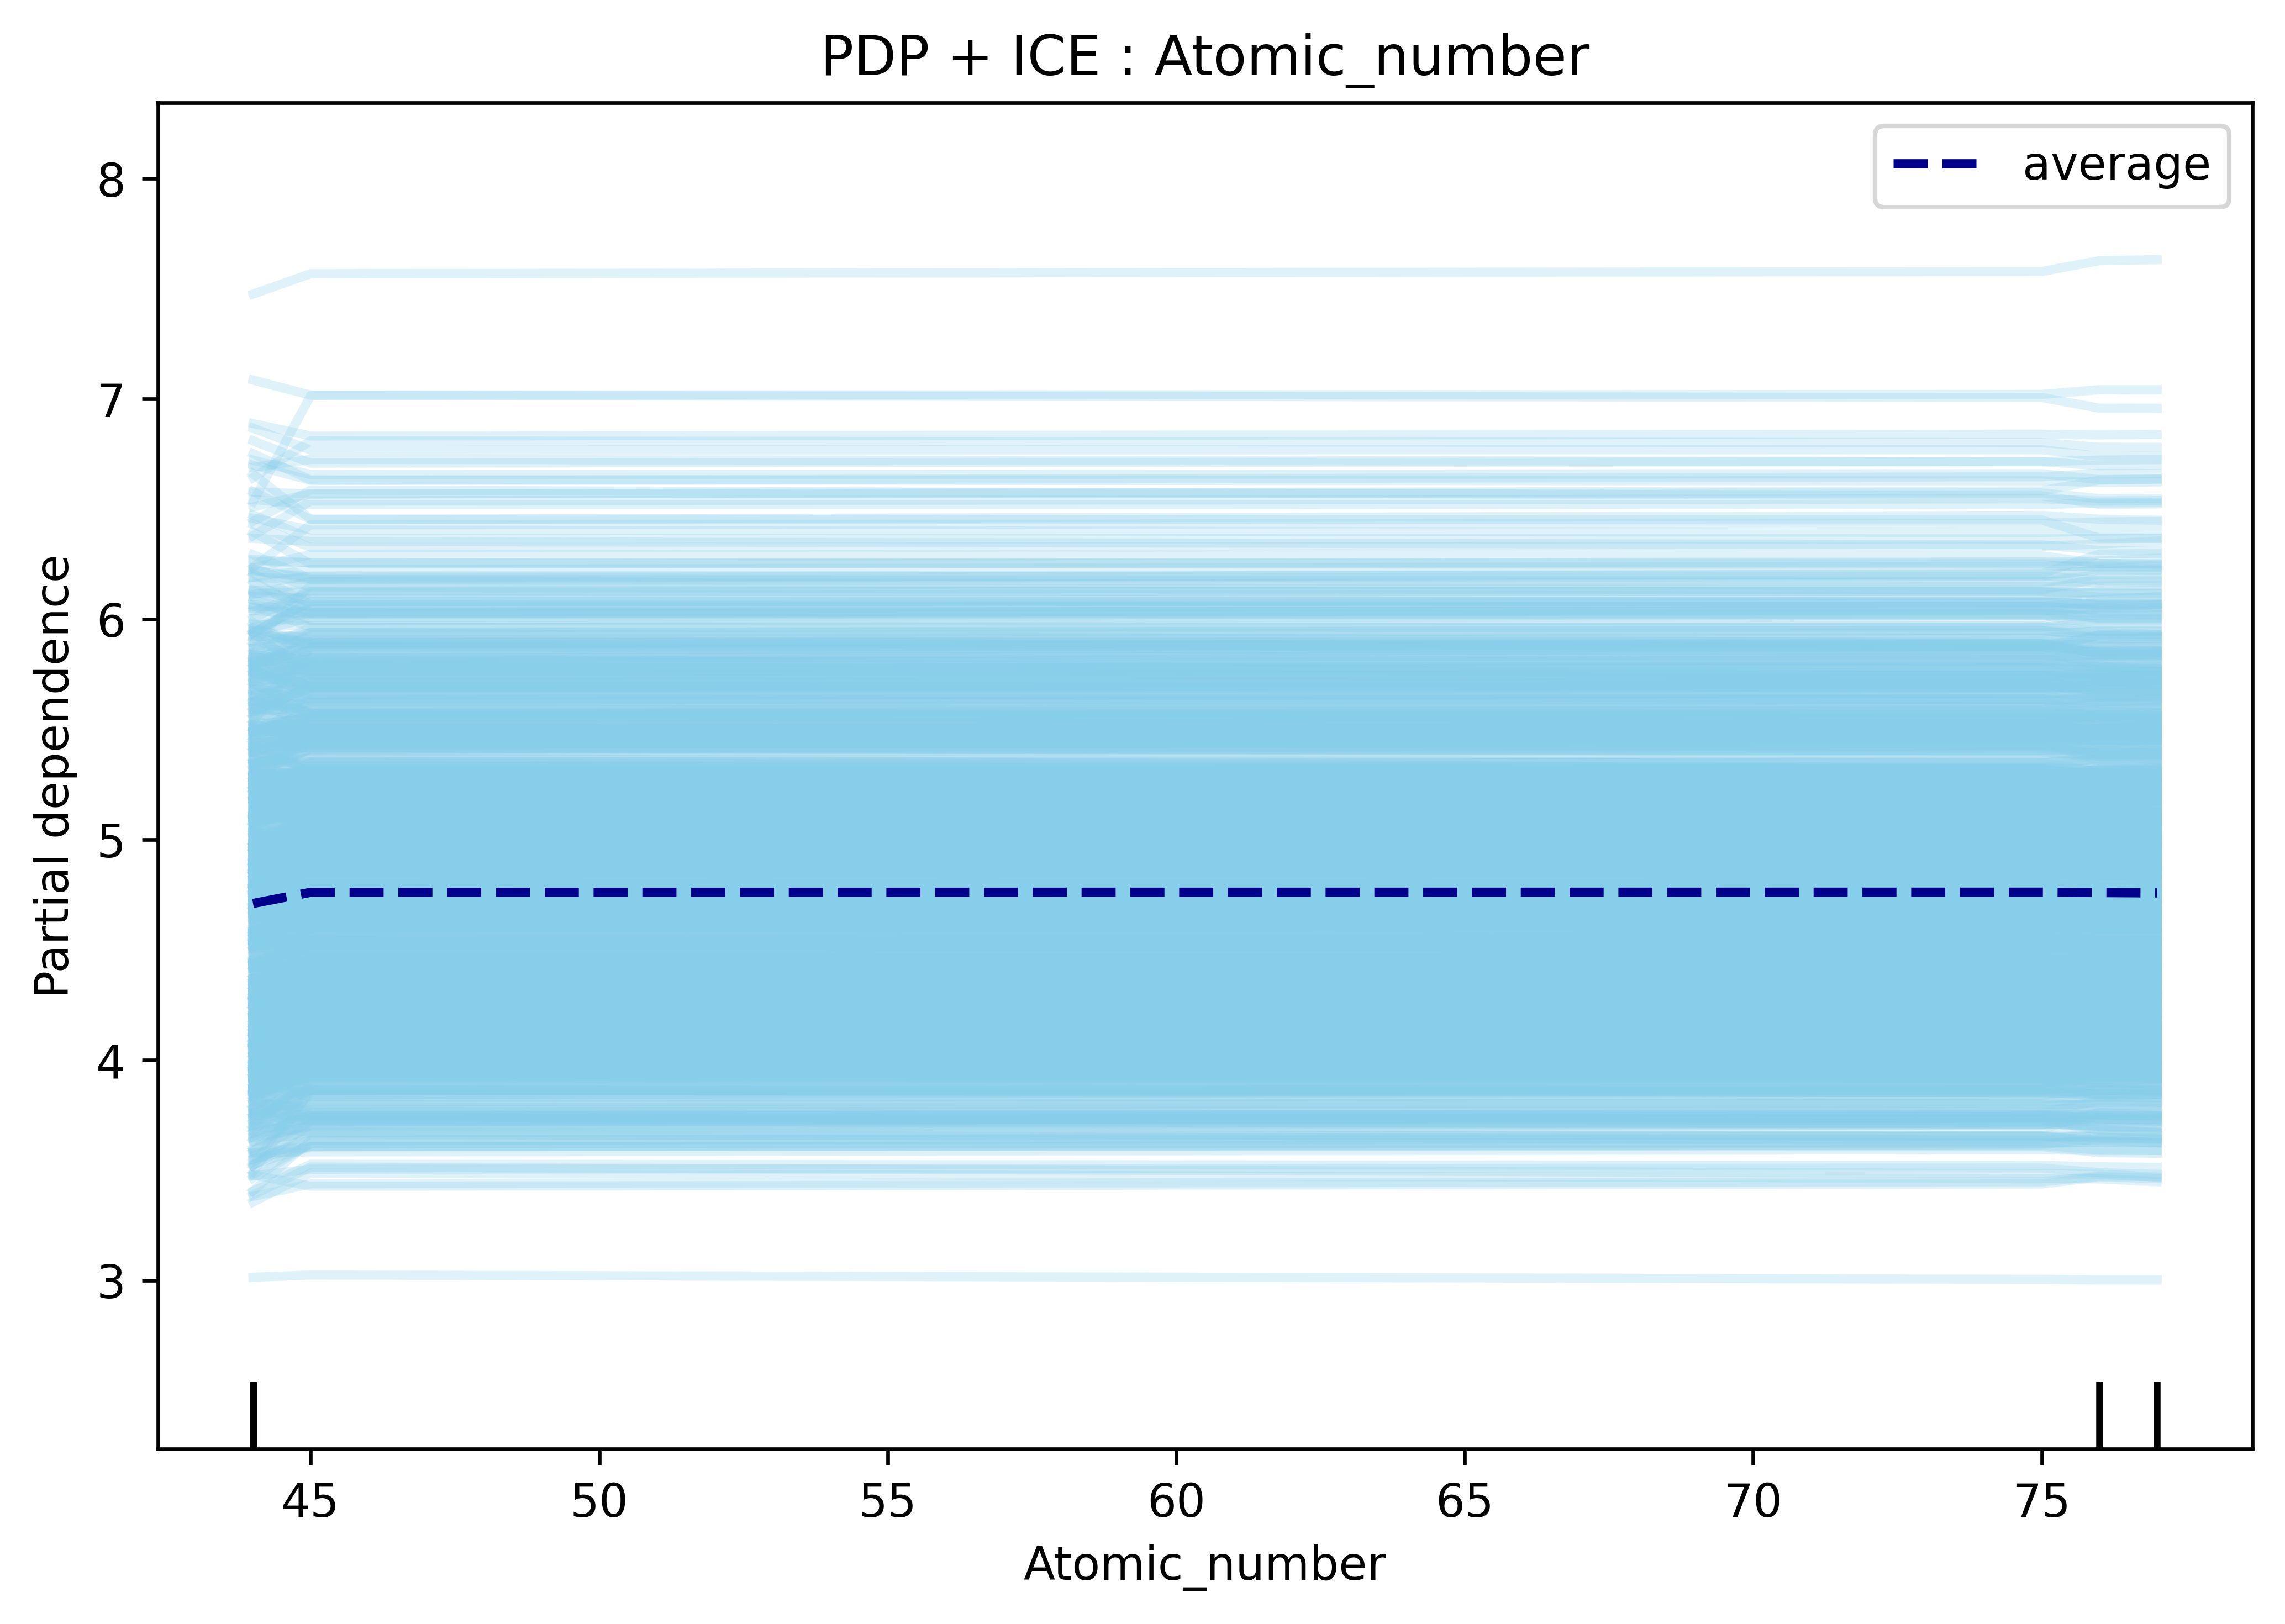 PDP + ICE : Atomic_number
average
8
7
6
5
4
3
Partial dependence
45 50 55 60 65 70 75
Atomic_number